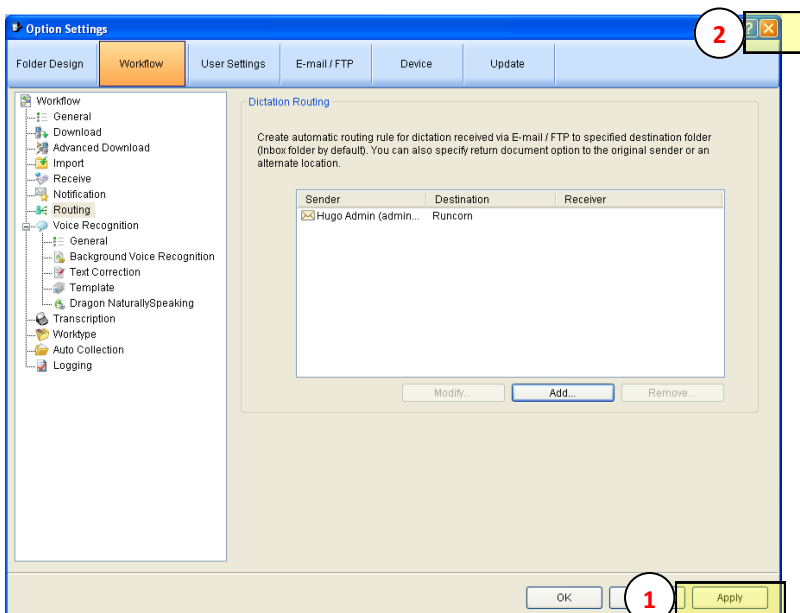 Option Settings
2
?
Folder Design Workflow User Settings E-mail / FTP Device Update
Workflow
General
Download
Advanced Download
Import
Receive
Notification
Routing
Voice Recognition
General
Background Voice Recognition
Text Correction
Template
Dragon NaturallySpeaking
Transcription
Worktype
Auto Collection
Logging
Dictation Routing
Create automatic routing rule for dictation received via E-mail / FTP to specified destination folder
(Inbox folder by default). You can also specify return document option to the original sender or an
alternate location.
Sender Destination Receiver
Hugo Admin (admin... Runcorn
Modify... Add... Remove...
OK 1 Apply